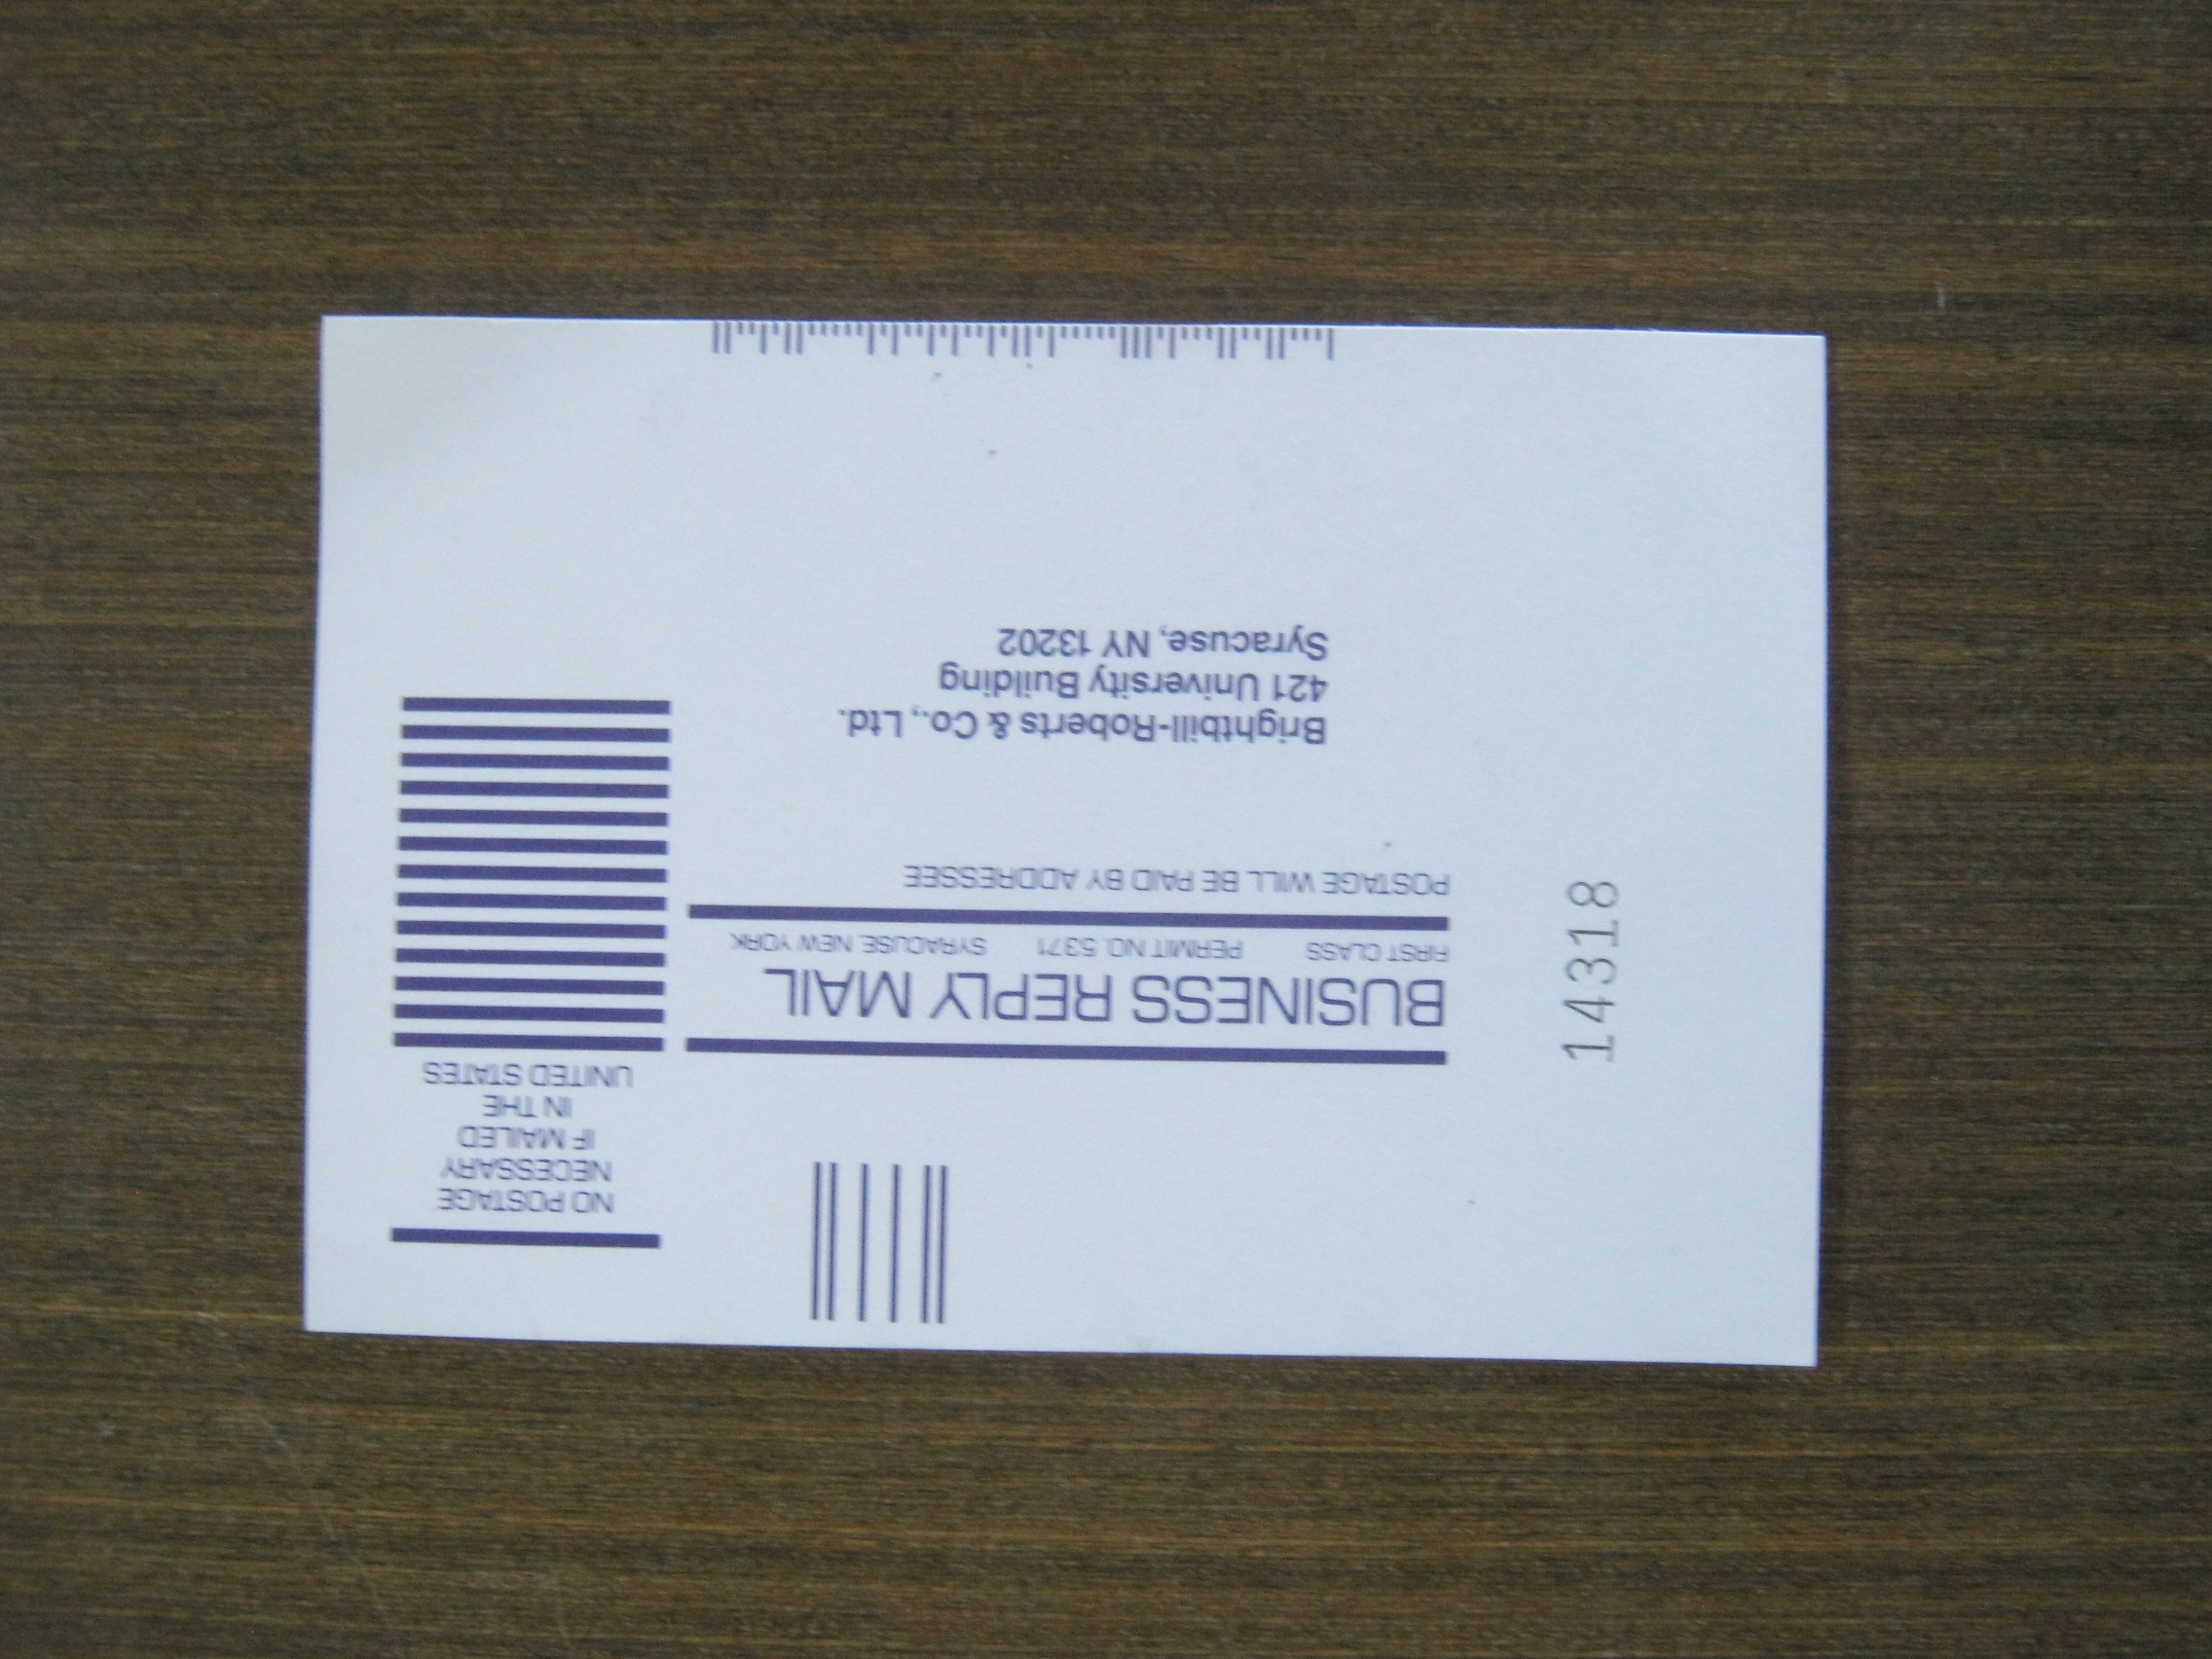 NO POSTAGE
NECESSARY
IF MAILED
IN THE
UNITED STATES
BUSINESS REPLY MAIL
FIRST CLASS PERMIT NO. 5371 SYRACUSE, NEW YORK
POSTAGE WILL BE PAID BY ADDRESSEE
Brightbill-Roberts & Co., Ltd.
421 University Building
Syracuse, NY 13202
14318